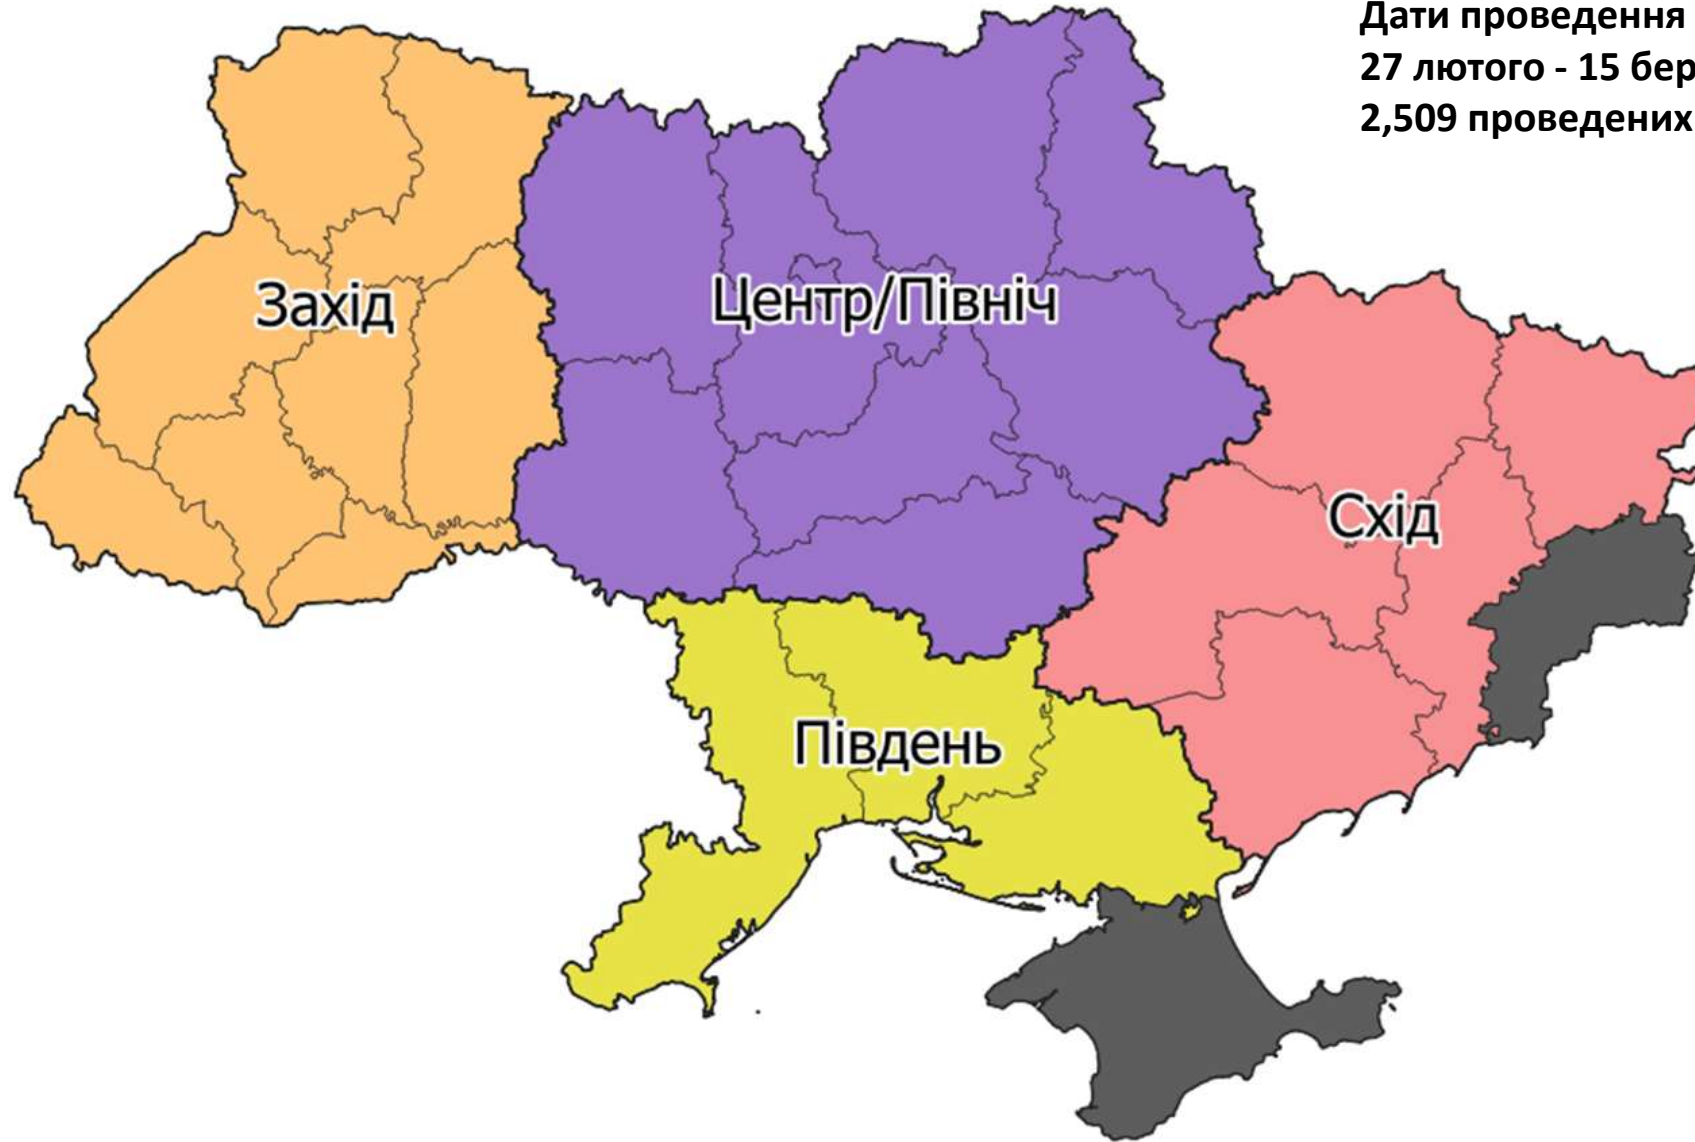 Дати проведення
27 лютого - 15
2,509 проведених
Захід
Центр/Північ
Схід
Південь